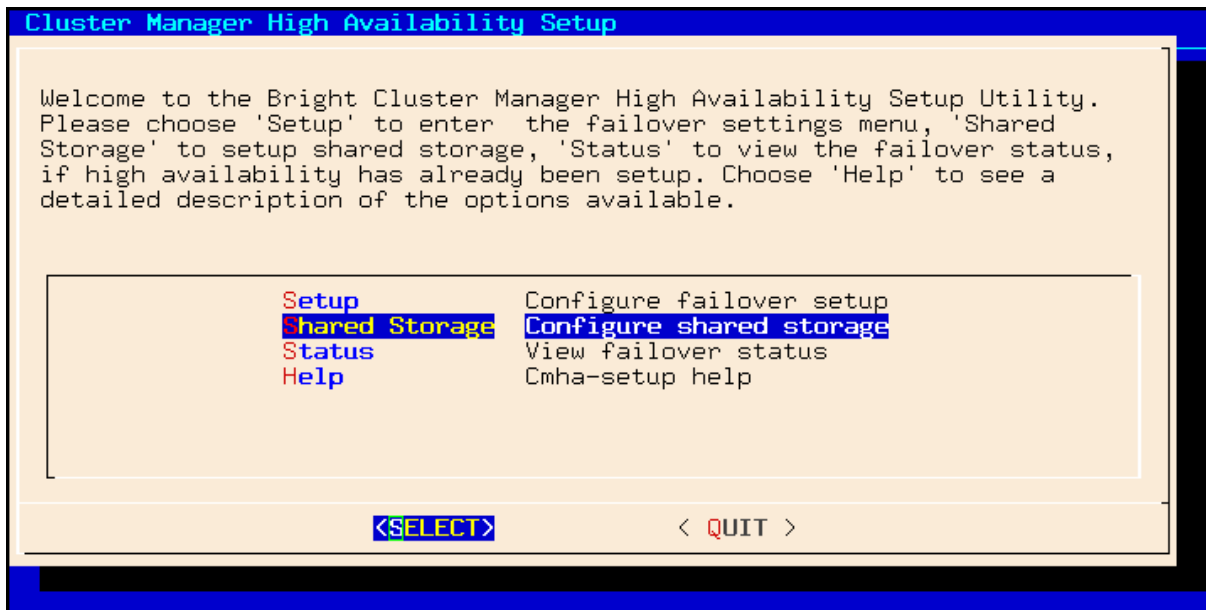 Cluster Manager High Availability Setup
Welcome to the Bright Cluster Manager High Availability Setup Utility.
Please choose 'Setup' to enter  the failover settings menu, 'Shared
Storage' to setup shared storage, 'Status' to view the failover status,
if high availability has already been setup. Choose 'Help' to see a
detailed description of the options available.
Setup Configure failover setup
Shared Storage Configure shared storage
Status View failover status
Help Cmha-setup help
<SELECT> < QUIT >